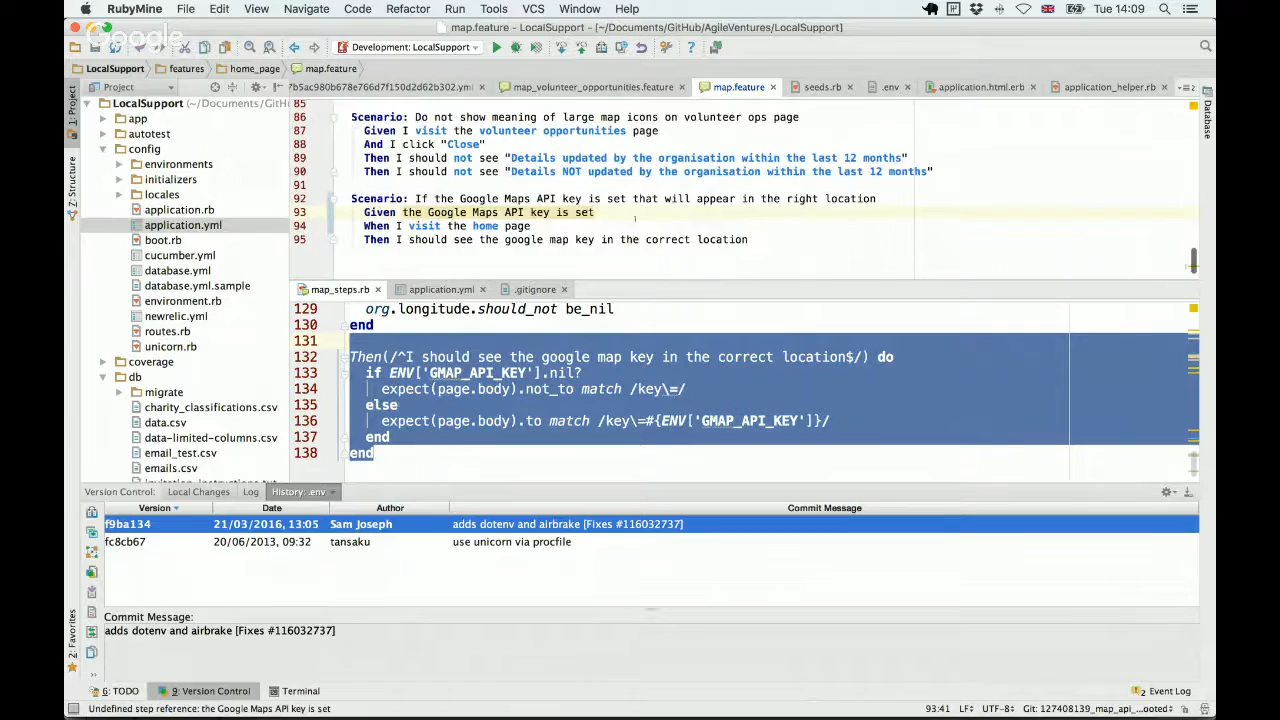 RubyMine File Edit View Navigate Code Refactor Run Tools VCS Window Help Tue 14:09
Google
map.feature - [~/Documents/GitHub/AgileVentures/LocalSupport]
Development: LocalSupport
LocalSupport features home_page map.feature
Project
7b5ac980b678e766d7f150d2d62b302.yml map_volunteer_opportunities.feature map.feature seeds.rb .env application.html.erb application_helper.rb
1: Project
Z: Structure
2: Favorites
Database
LocalSupport (~/Documents/GitH
app
autotest
config
environments
initializers
locales
application.rb
application.yml
boot.rb
cucumber.yml
database.yml
database.yml.sample
environment.rb
newrelic.yml
routes.rb
unicorn.rb
coverage
db
migrate
charity_classifications.csv
data.csv
data-limited-columns.csv
email_test.csv
emails.csv
85
86 Scenario: Do not show meaning of large map icons on volunteer ops page
87 Given I visit the volunteer opportunities page
88 And I click "Close"
89 Then I should not see "Details updated by the organisation within the last 12 months"
90 Then I should not see "Details NOT updated by the organisation within the last 12 months"
91
92 Scenario: If the Google Maps API key is set that will appear in the right location
93 Given the Google Maps API key is set
94 When I visit the home page
95 Then I should see the google map key in the correct location
map_steps.rb application.yml .gitignore
129 org.longitude.should_not be_nil
130 end
131
132 Then(/^I should see the google map key in the correct location$/) do
133 if ENV['GMAP_API_KEY'].nil?
134 expect(page.body).not_to match /key\=/
135 else
136 expect(page.body).to match /key\=#{ENV['GMAP_API_KEY']}/
137 end
138 end
Version Control: Local Changes Log History: .env
Version Date Author Commit Message
f9ba134 21/03/2016, 13:05 Sam Joseph adds dotenv and airbrake [Fixes #116032737]
fc8cb67 20/06/2013, 09:32 tansaku use unicorn via procfile
Commit Message:
adds dotenv and airbrake [Fixes #116032737]
6: TODO 9: Version Control Terminal 2 Event Log
Undefined step reference: the Google Maps API key is set 93:41 LF UTF-8 Git: 127408139_map_api_...ooted